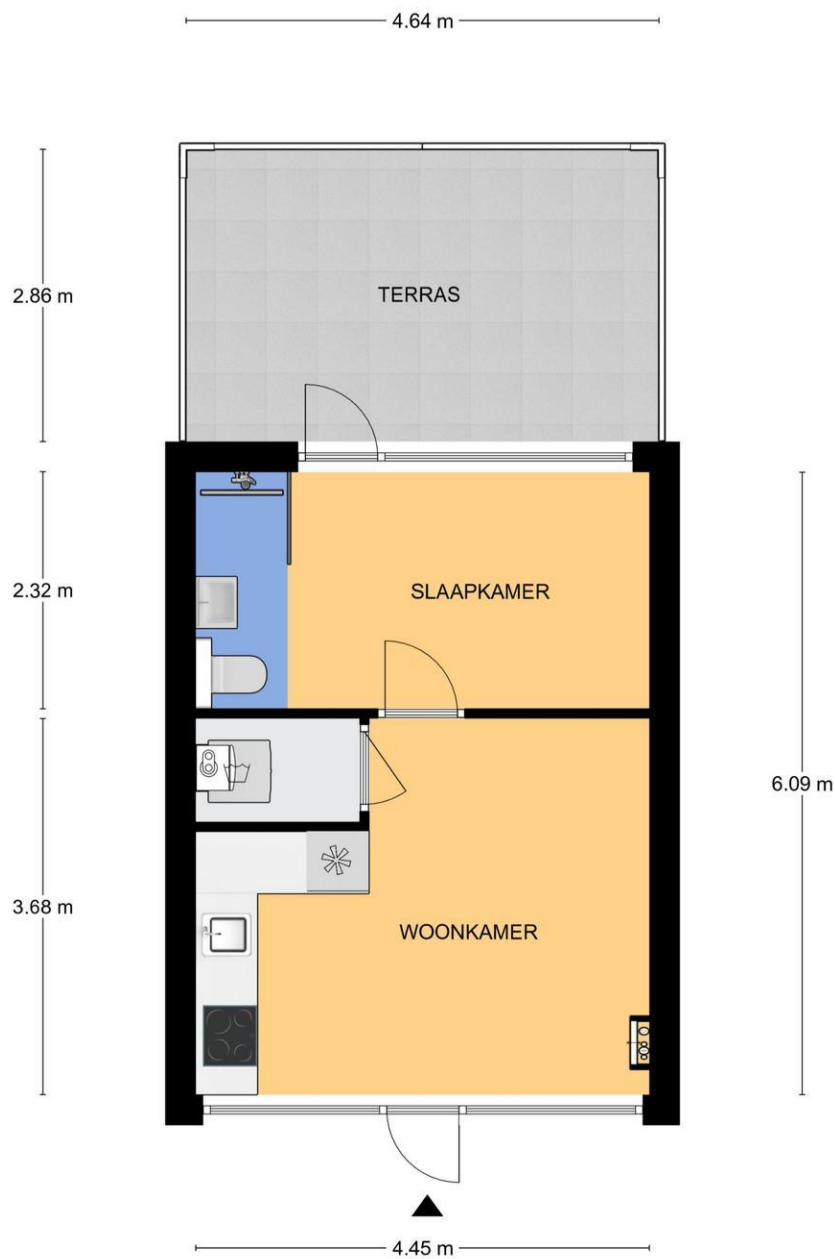 4.64 m
2.86 m
TERRAS
2.32 m
SLAAPKAMER
6.09 m
3.68 m
WOONKAMER
4.45 m